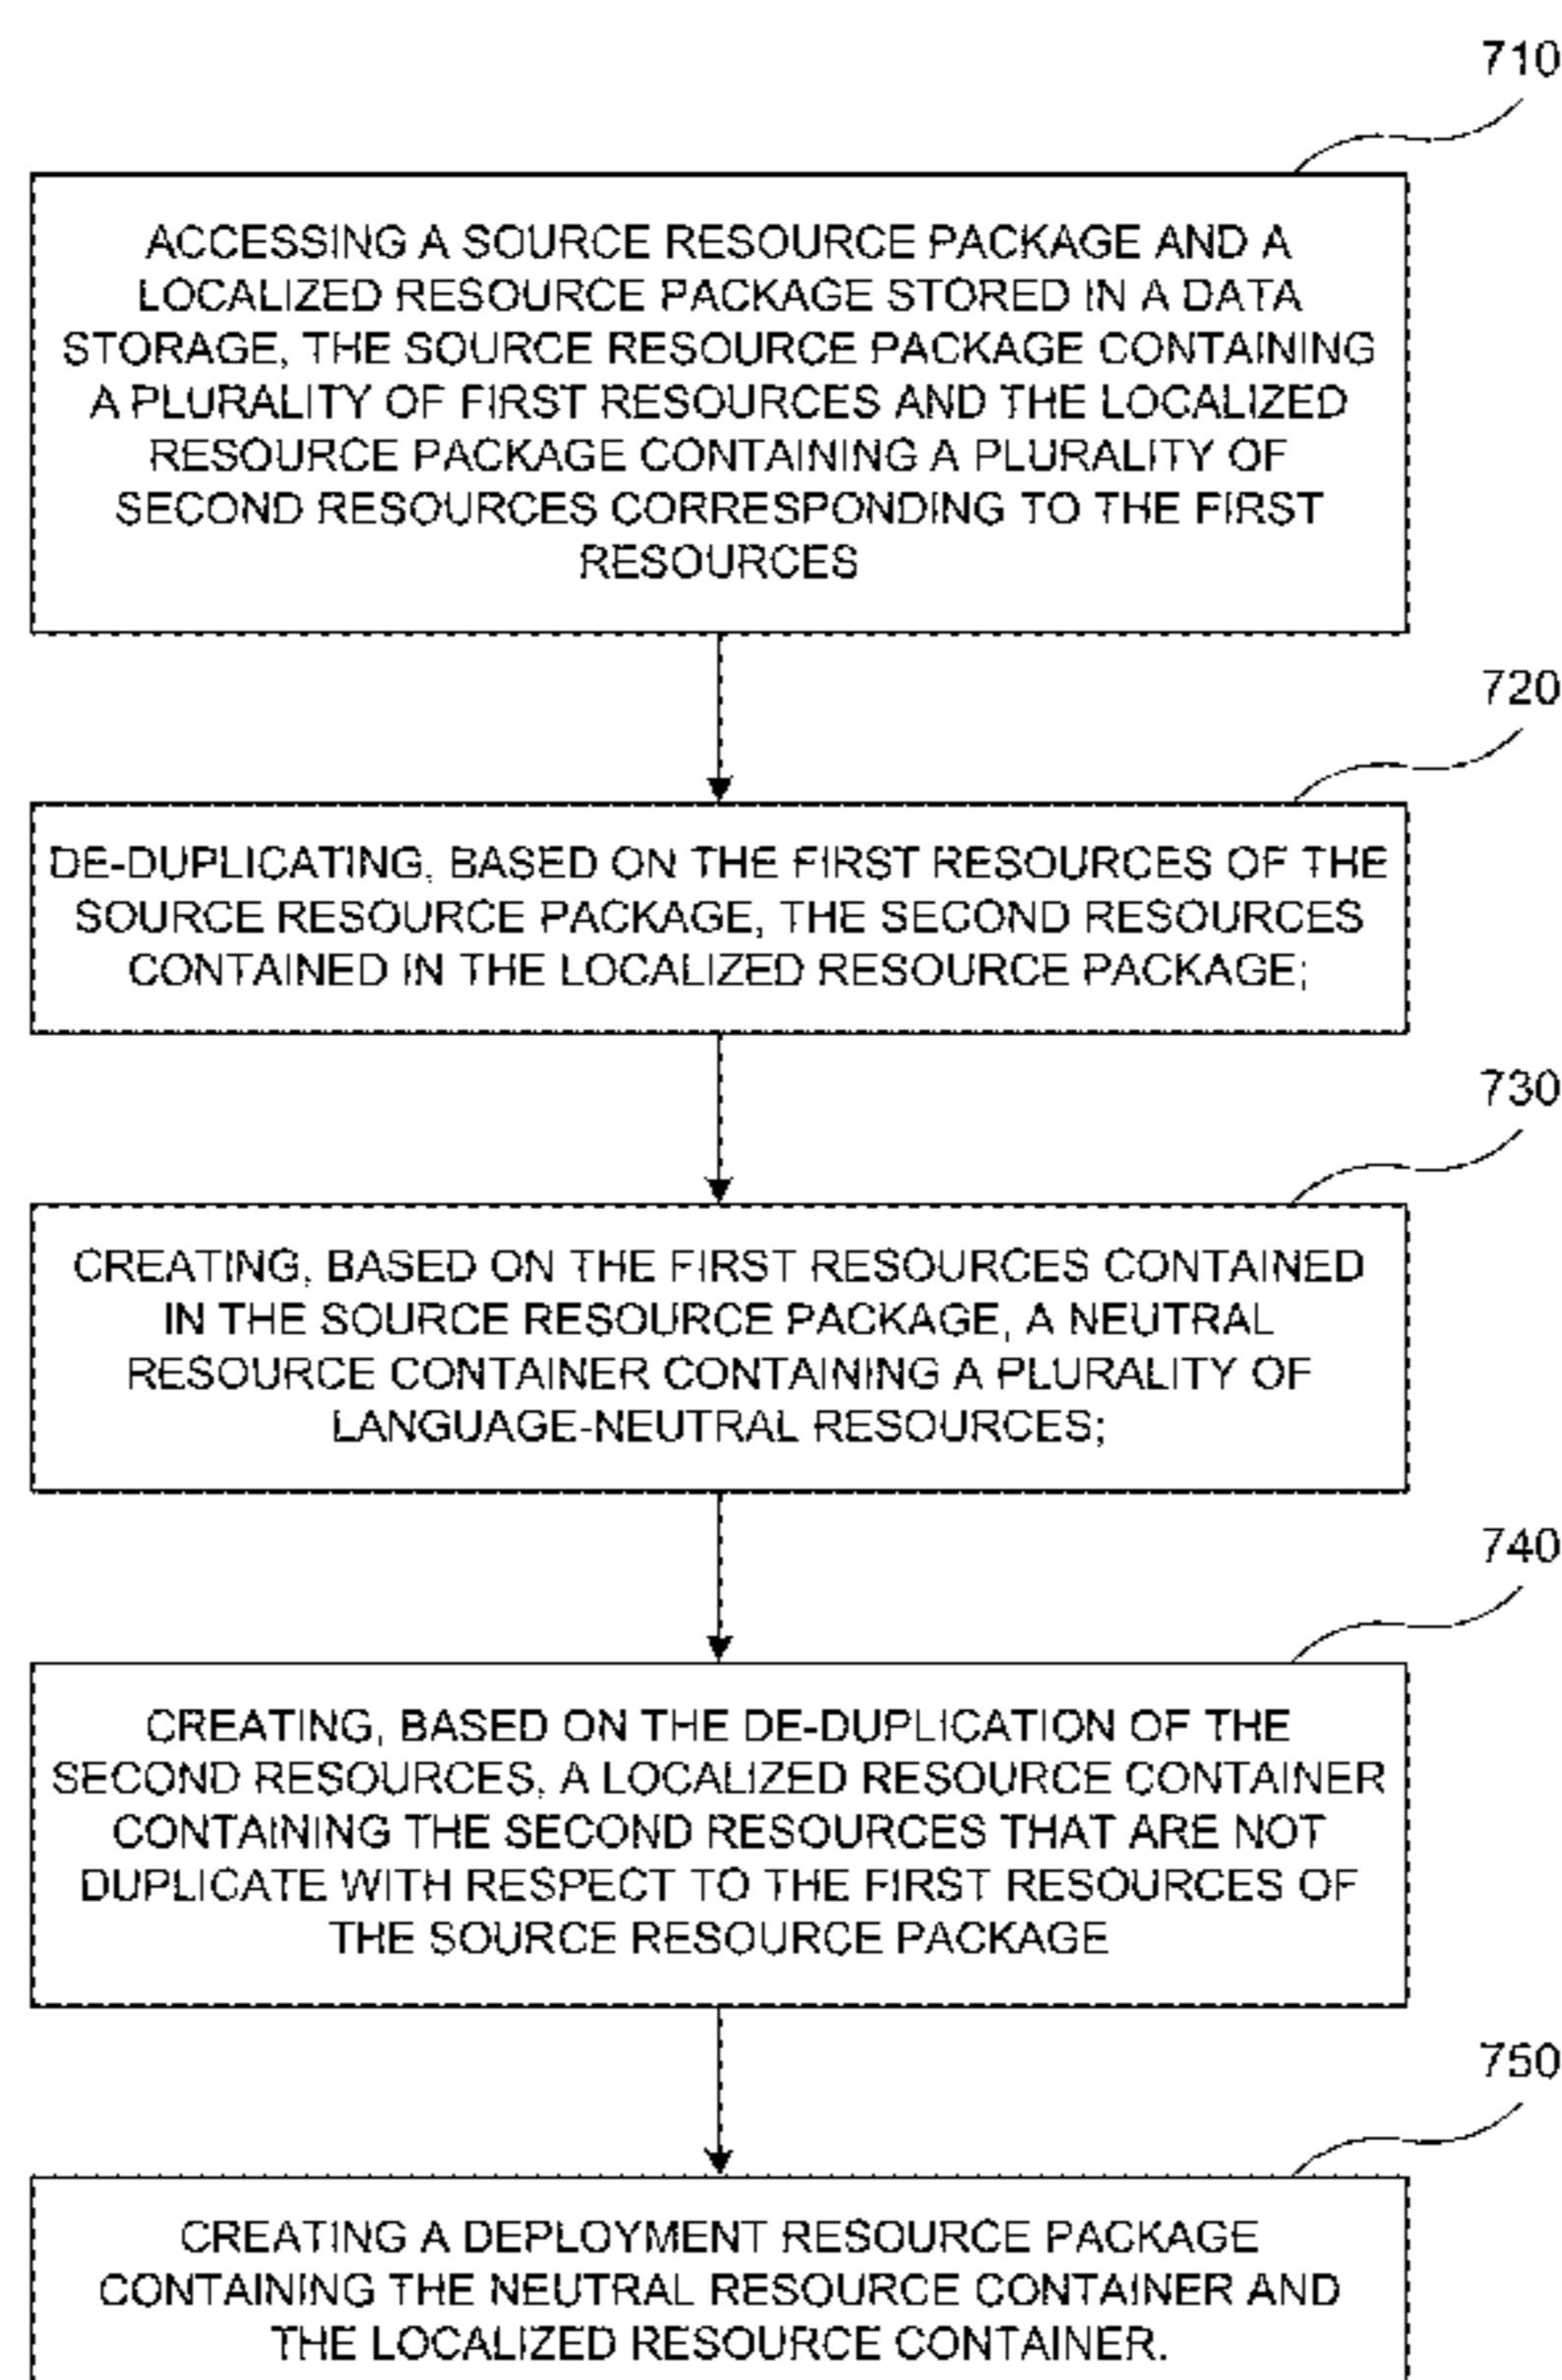 710
ACCESSING A SOURCE RESOURCE PACKAGE AND A
LOCALIZED RESOURCE PACKAGE STORED IN A DATA
STORAGE, THE SOURCE RESOURCE PACKAGE CONTAINING
A PLURALITY OF FIRST RESOURCES AND THE LOCALIZED
RESOURCE PACKAGE CONTAINING A PLURALITY OF
SECOND RESOURCES CORRESPONDING TO THE FIRST
RESOURCES
720
DE-DUPLICATING, BASED ON THE FIRST RESOURCES OF THE
SOURCE RESOURCE PACKAGE, THE SECOND RESOURCES
CONTAINED IN THE LOCALIZED RESOURCE PACKAGE;
730
CREATING, BASED ON THE FIRST RESOURCES CONTAINED
IN THE SOURCE RESOURCE PACKAGE, A NEUTRAL
RESOURCE CONTAINER CONTAINING A PLURALITY OF
LANGUAGE-NEUTRAL RESOURCES;
740
CREATING, BASED ON THE DE-DUPLICATION OF THE
SECOND RESOURCES, A LOCALIZED RESOURCE CONTAINER
CONTAINING THE SECOND RESOURCES THAT ARE NOT
DUPLICATE WITH RESPECT TO THE FIRST RESOURCES OF
THE SOURCE RESOURCE PACKAGE
750
CREATING A DEPLOYMENT RESOURCE PACKAGE
CONTAINING THE NEUTRAL RESOURCE CONTAINER AND
THE LOCALIZED RESOURCE CONTAINER.